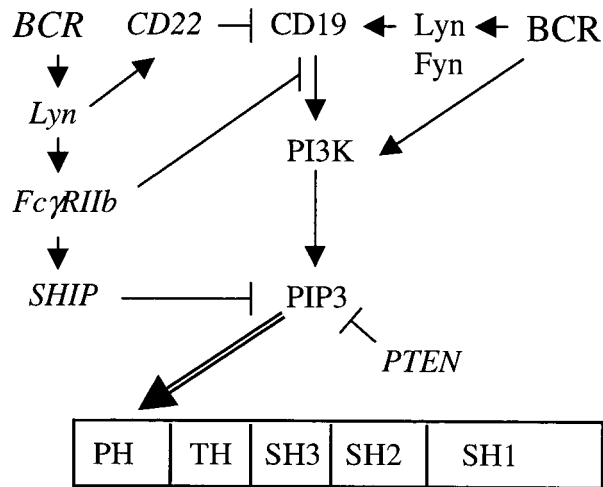 BCR CD22 CD19 Lyn BCR
Fyn
Lyn
PI3K
FcγRIIb
SHIP PIP3
PTEN
PH TH SH3 SH2 SH1